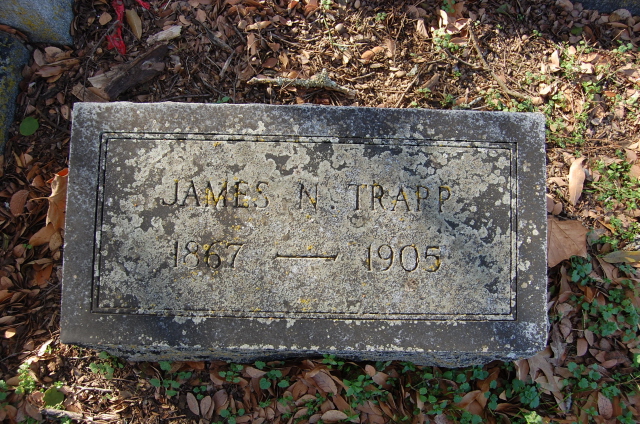 JAMES N. TRAPP
1867 — 1905